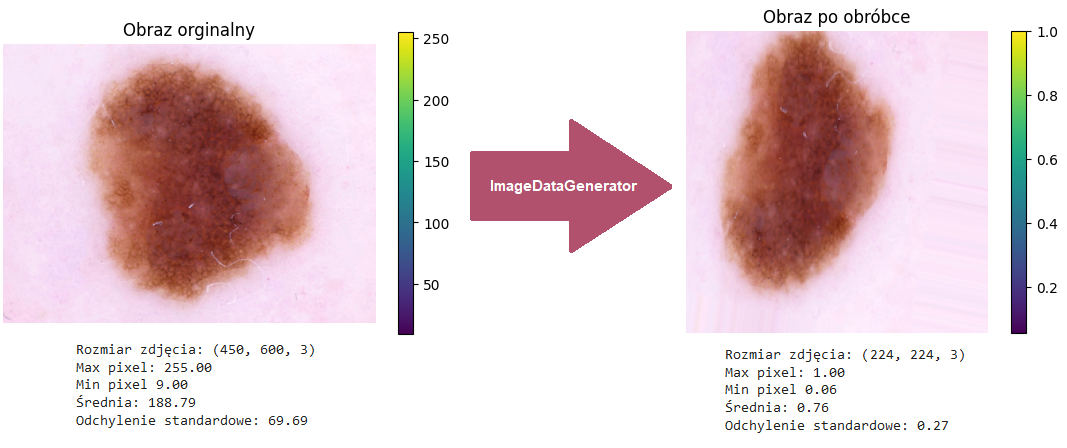 Obraz orginalny
250
200
150
100
50
Rozmiar zdjęcia: (450, 600, 3)
Max pixel: 255.00
Min pixel 9.00
Średnia: 188.79
Odchylenie standardowe: 69.69
ImageDataGenerator
Obraz po obróbce
1.0
0.8
0.6
0.4
0.2
Rozmiar zdjęcia: (224, 224, 3)
Max pixel: 1.00
Min pixel 0.06
Średnia: 0.76
Odchylenie standardowe: 0.27